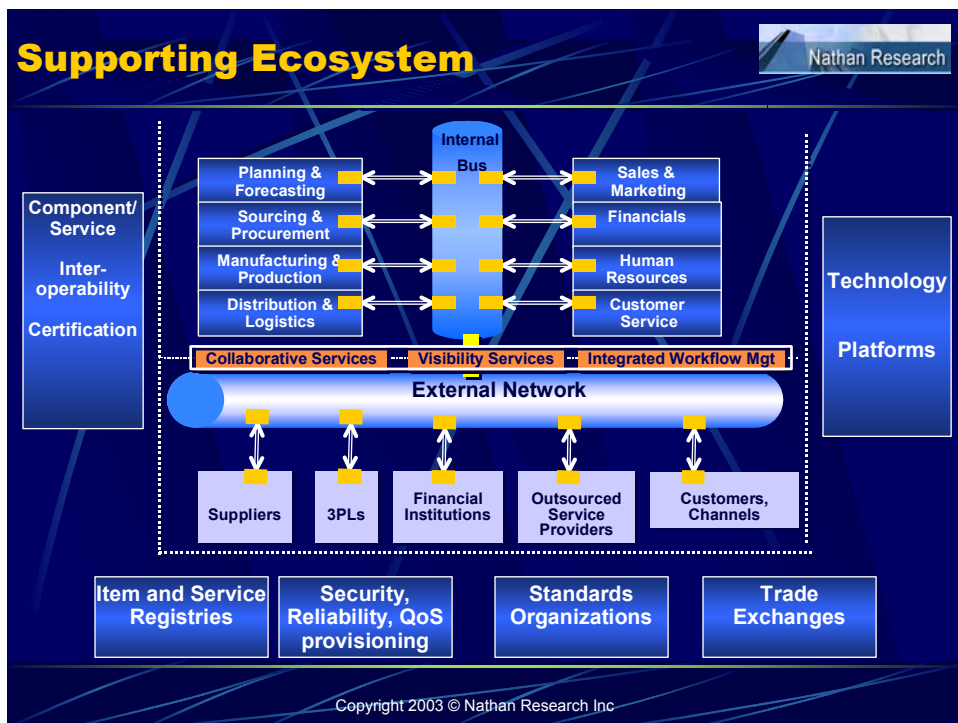 Supporting Ecosystem
Nathan Research
Internal
Bus
Planning &
Forecasting
Sales &
Marketing
Sourcing &
Procurement
Financials
Manufacturing &
Production
Human
Resources
Distribution &
Logistics
Customer
Service
Component/
Service
Inter-
operability
Certification
Technology
Platforms
Collaborative Services
Visibility Services
Integrated Workflow Mgt
External Network
Suppliers
3PLs
Financial
Institutions
Outsourced
Service
Providers
Customers,
Channels
Item and Service
Registries
Security,
Reliability, QoS
provisioning
Standards
Organizations
Trade
Exchanges
Copyright 2003 © Nathan Research Inc